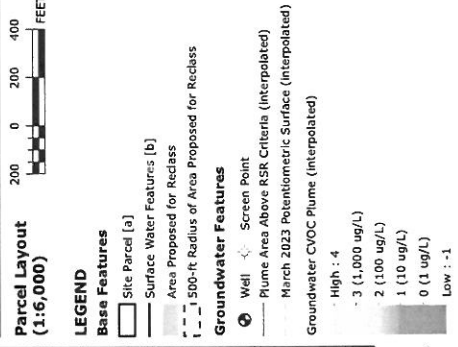 Parcel Layout
(1:6,000)
200 0 200 400
FEET
LEGEND
Base Features
Site Parcel [a]
Surface Water Features [b]
Area Proposed for Reclass
500-ft Radius of Area Proposed for Reclass
Groundwater Features
Well Screen Point
Plume Area Above RSR Criteria (Interpolated)
March 2023 Potentiometric Surface (Interpolated)
Groundwater CVOC Plume (Interpolated)
High : 4
- 3 (1,000 ug/L)
- 2 (100 ug/L)
1 (10 ug/L)
0 (1 ug/L)
Low : -1